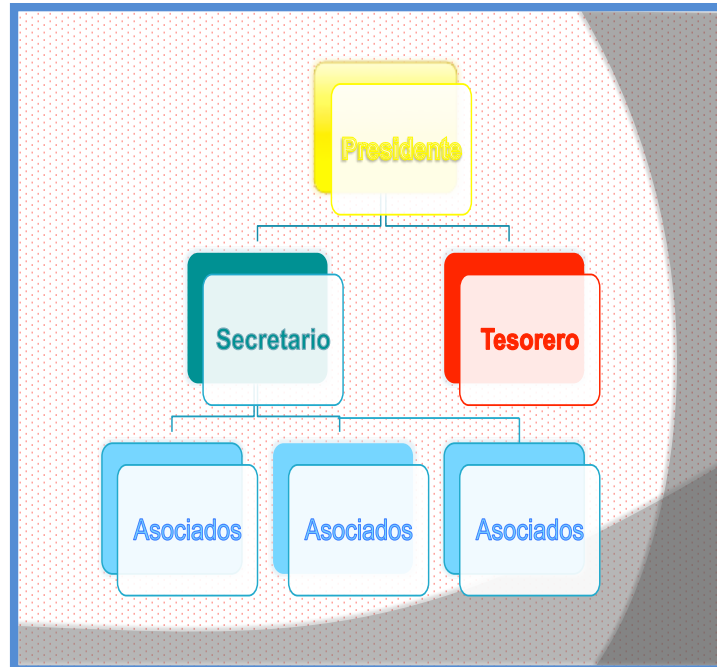 Presidente
Secretario
Tesorero
Asociados
Asociados
Asociados